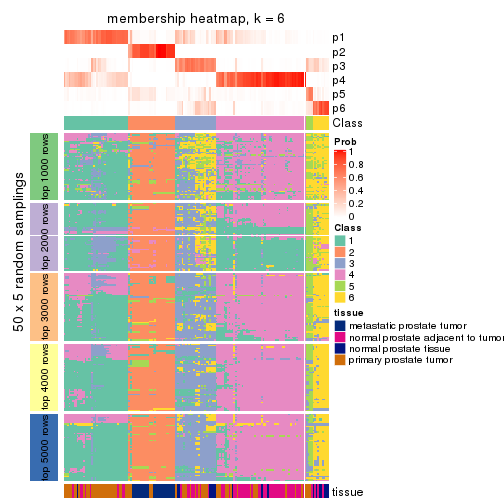 membership heatmap, k = 6
p1
p2
p3
p4
p5
p6
Class
50 x 5 random samplings
top 1000 rows
top 2000 rows
top 3000 rows
top 4000 rows
top 5000 rows
Prob
1
0.8
0.6
0.4
0.2
0
Class
1
2
3
4
5
6
tissue
metastatic prostate tumor
normal prostate adjacent to tumor
normal prostate tissue
primary prostate tumor
tissue